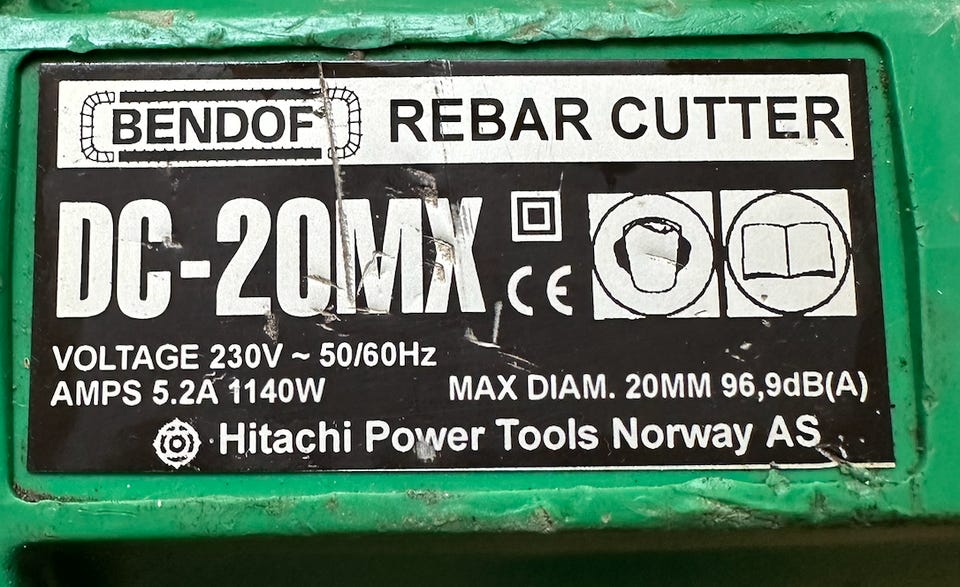 BENDOF REBAR CUTTER
DC-20MX
CE
VOLTAGE 230V ~ 50/60Hz
AMPS 5.2A 1140W MAX DIAM. 20MM 96,9dB(A)
Hitachi Power Tools Norway AS